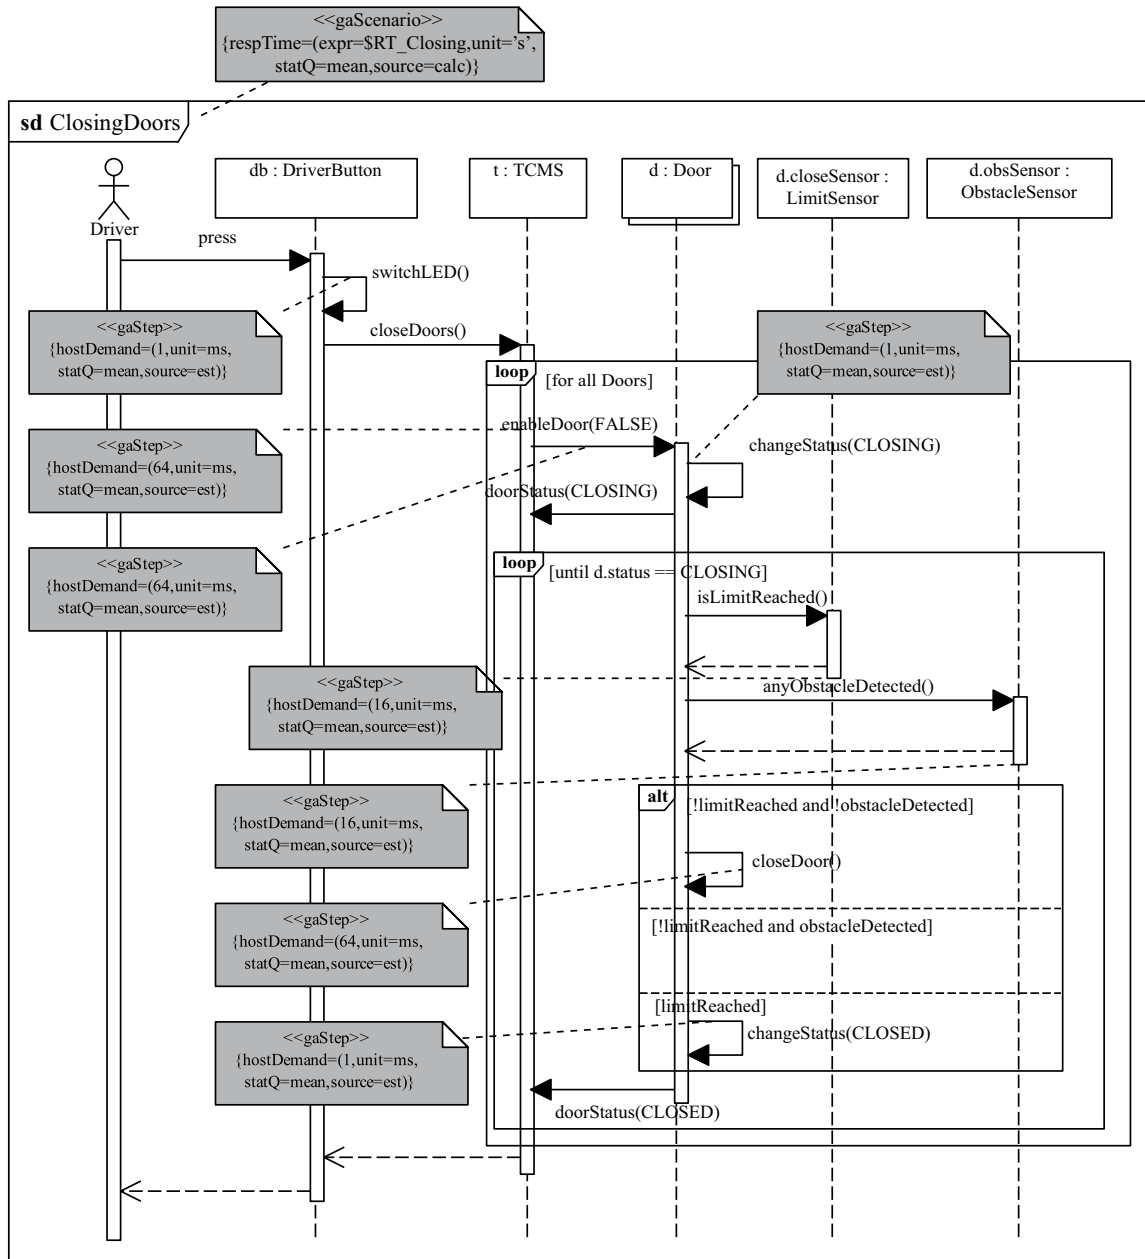 <<gaScenario>>
{respTime=(expr=$RT_Closing,unit=’s’,
statQ=mean,source=calc)}
sd ClosingDoors
db : DriverButton
t : TCMS
d : Door
d.closeSensor :
LimitSensor
d.obsSensor :
ObstacleSensor
Driver
press
switchLED()
<<gaStep>>
{hostDemand=(1,unit=ms,
statQ=mean,source=est)}
closeDoors()
<<gaStep>>
{hostDemand=(1,unit=ms,
statQ=mean,source=est)}
loop
[for all Doors]
enableDoor(FALSE)
<<gaStep>>
{hostDemand=(64,unit=ms,
statQ=mean,source=est)}
changeStatus(CLOSING)
doorStatus(CLOSING)
<<gaStep>>
{hostDemand=(64,unit=ms,
statQ=mean,source=est)}
loop
[until d.status == CLOSING]
isLimitReached()
<<gaStep>>
{hostDemand=(16,unit=ms,
statQ=mean,source=est)}
anyObstacleDetected()
<<gaStep>>
{hostDemand=(16,unit=ms,
statQ=mean,source=est)}
alt
[!limitReached and !obstacleDetected]
closeDoor()
<<gaStep>>
{hostDemand=(64,unit=ms,
statQ=mean,source=est)}
[!limitReached and obstacleDetected]
[limitReached]
<<gaStep>>
{hostDemand=(1,unit=ms,
statQ=mean,source=est)}
changeStatus(CLOSED)
doorStatus(CLOSED)